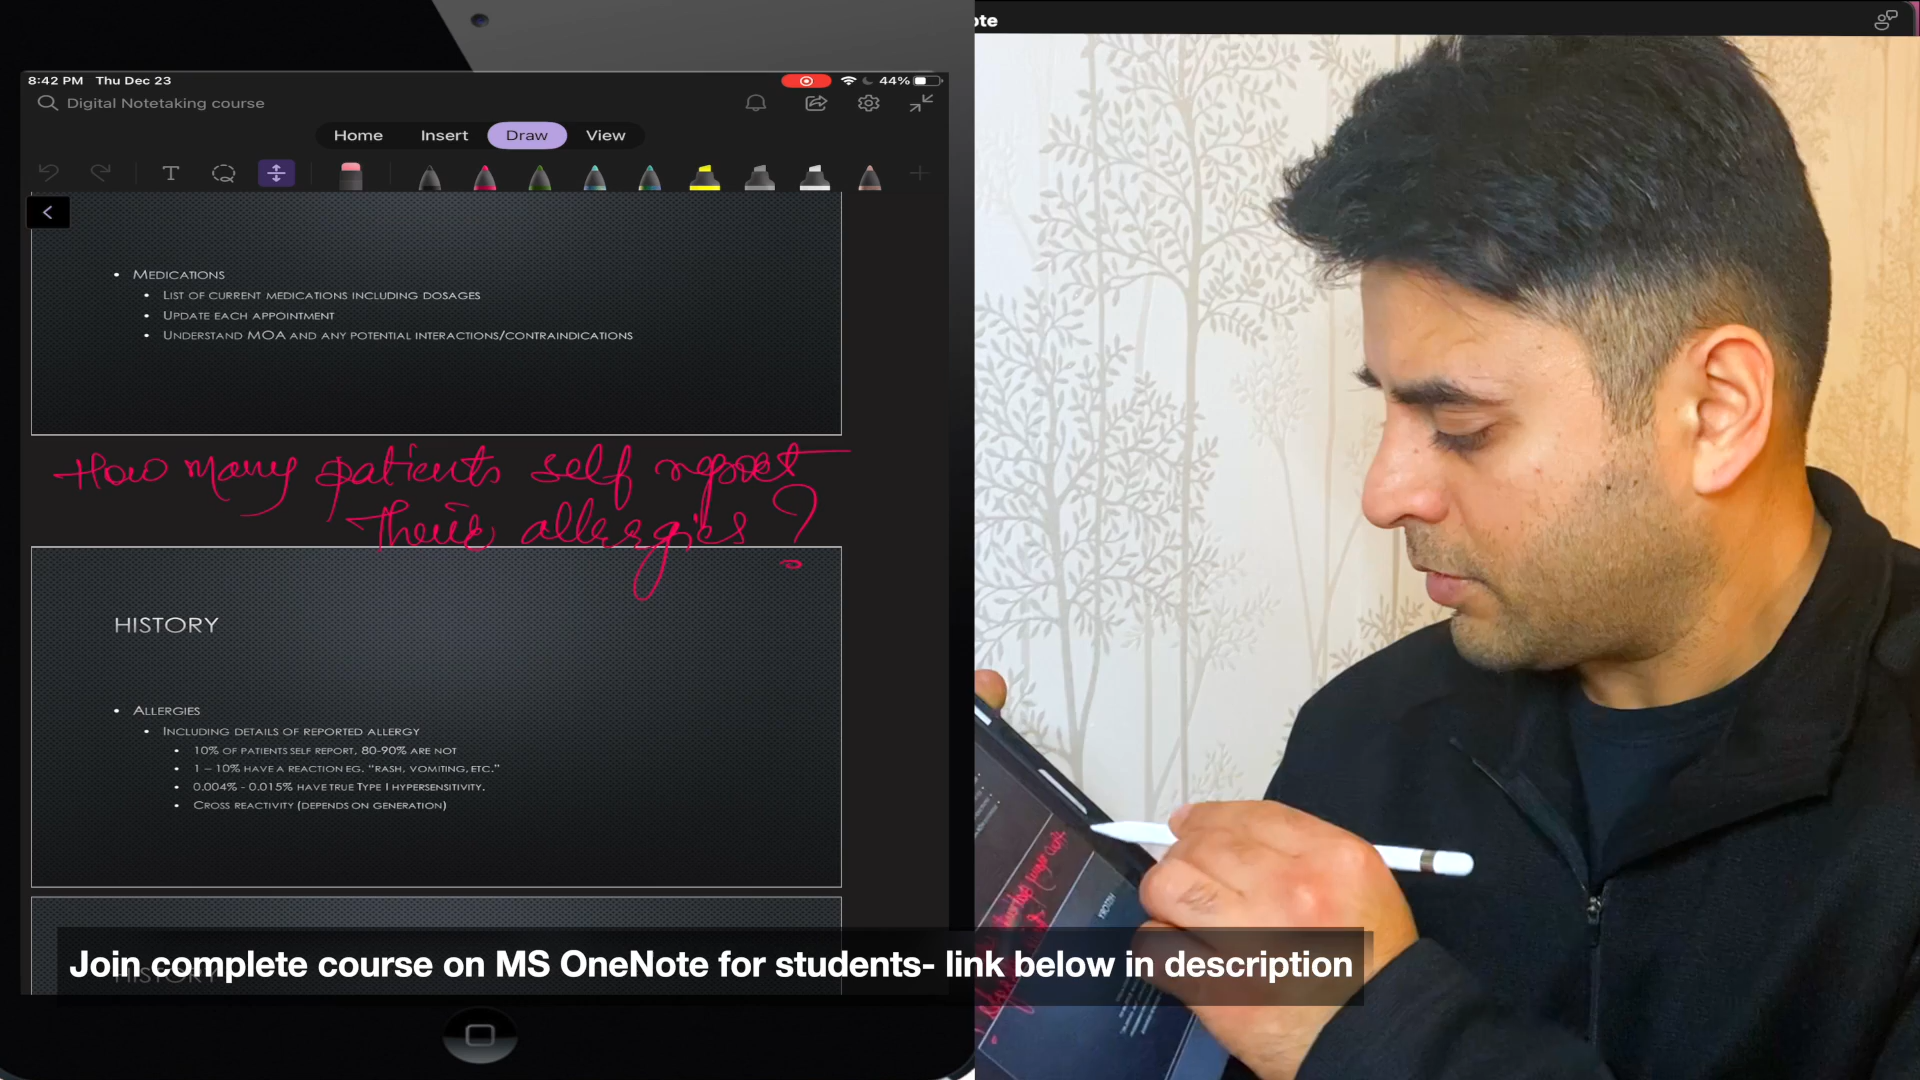 8:42 PM Thu Dec 23
44%
Digital Notetaking course
Home Insert Draw View
T
• MEDICATIONS
• LIST OF CURRENT MEDICATIONS INCLUDING DOSAGES
• UPDATE EACH APPOINTMENT
• UNDERSTAND MOA AND ANY POTENTIAL INTERACTIONS/CONTRAINDICATIONS
How many patients self report
their allergies ?
HISTORY
• ALLERGIES
• INCLUDING DETAILS OF REPORTED ALLERGY
• 10% OF PATIENTS SELF REPORT, 80-90% ARE NOT
• 1 – 10% HAVE A REACTION EG. “RASH, VOMITING, ETC.”
• 0.004% - 0.015% HAVE TRUE TYPE I HYPERSENSITIVITY.
• CROSS REACTIVITY (DEPENDS ON GENERATION)
HISTORY
Join complete course on MS OneNote for students- link below in description
ote
HISTORY